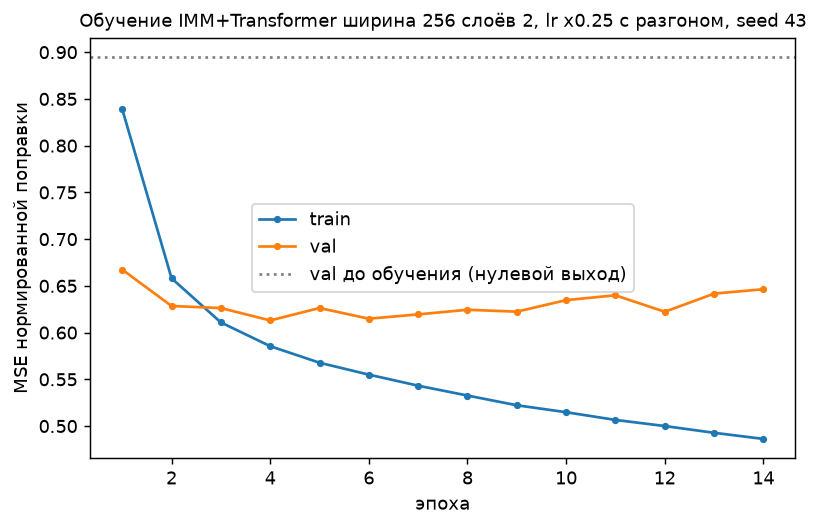 Обучение IMM+Transformer ширина 256 слоёв 2, lr x0.25 с разгоном, seed 43
MSE нормированной поправки
0.90
0.85
0.80
0.75
0.70
0.65
0.60
0.55
0.50
train
val
val до обучения (нулевой выход)
2 4 6 8 10 12 14
эпоха